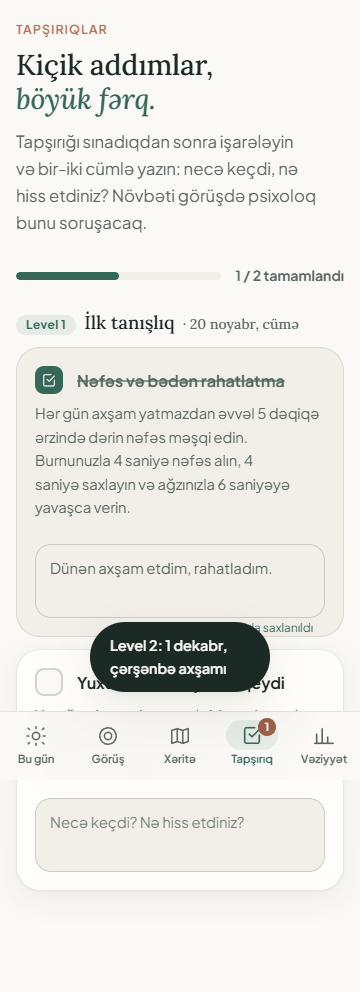 TAPŞIRIQLAR
Kiçik addımlar,
böyük fərq.
Tapşırığı sınadıqdan sonra işarələyin
və bir-iki cümlə yazın: necə keçdi, nə
hiss etdiniz? Növbəti görüşdə psixoloq
bunu soruşacaq.
1 / 2 tamamlandı
Level 1 İlk tanışlıq · 20 noyabr, cümə
Nəfəs və bədən rahatlatma
Hər gün axşam yatmazdan əvvəl 5 dəqiqə
ərzində dərin nəfəs məşqi edin.
Burnunuzla 4 saniyə nəfəs alın, 4
saniyə saxlayın və ağzınızla 6 saniyəyə
yavaşca verin.
Dünən axşam etdim, rahatladım.
saxlanıldı
Level 2: 1 dekabr,
çərşənbə axşamı
1
Bu gün Görüş Xəritə Tapşırıq Vəziyyət
Necə keçdi? Nə hiss etdiniz?